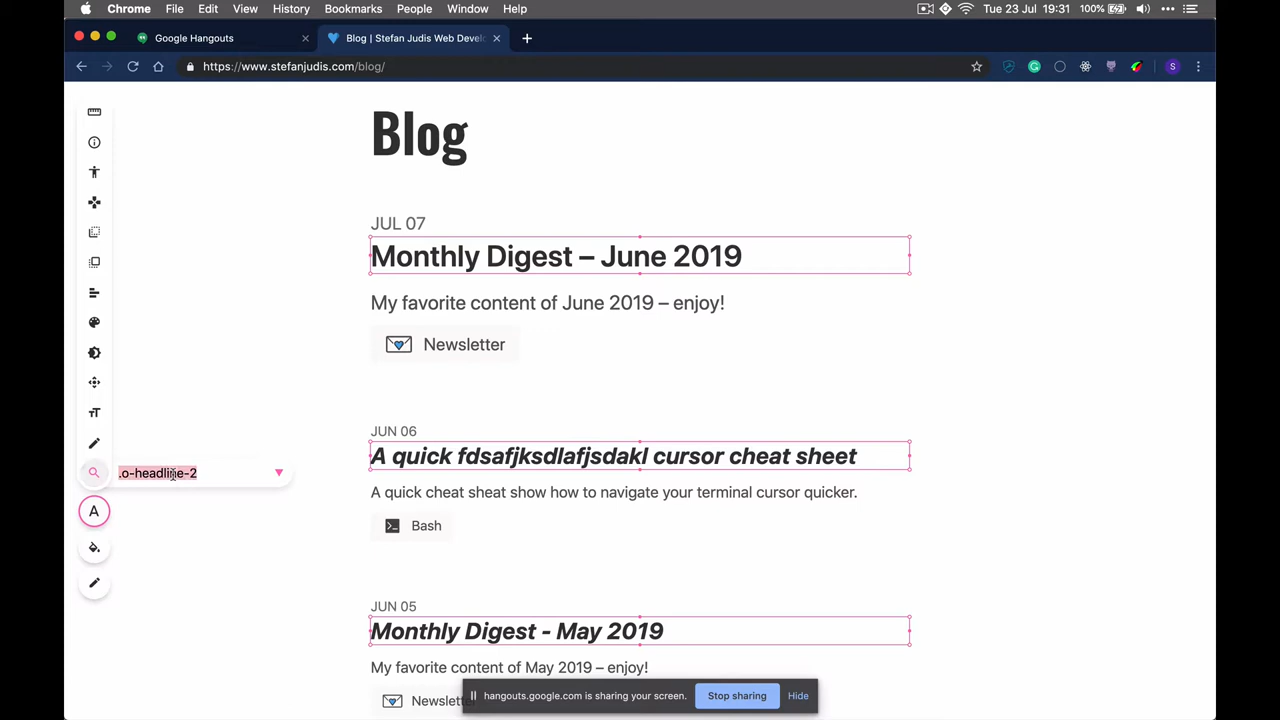 Chrome File Edit View History Bookmarks People Window Help Tue 23 Jul 19:31 100%
Google Hangouts Blog | Stefan Judis Web Devel
https://www.stefanjudis.com/blog/
S
Blog
JUL 07
Monthly Digest – June 2019
My favorite content of June 2019 – enjoy!
Newsletter
JUN 06
A quick fdsafjksdlafjsdakl cursor cheat sheet
.o-headline-2
A quick cheat sheat show how to navigate your terminal cursor quicker.
A
Bash
JUN 05
Monthly Digest - May 2019
My favorite content of May 2019 – enjoy!
hangouts.google.com is sharing your screen. Stop sharing Hide
Newslett